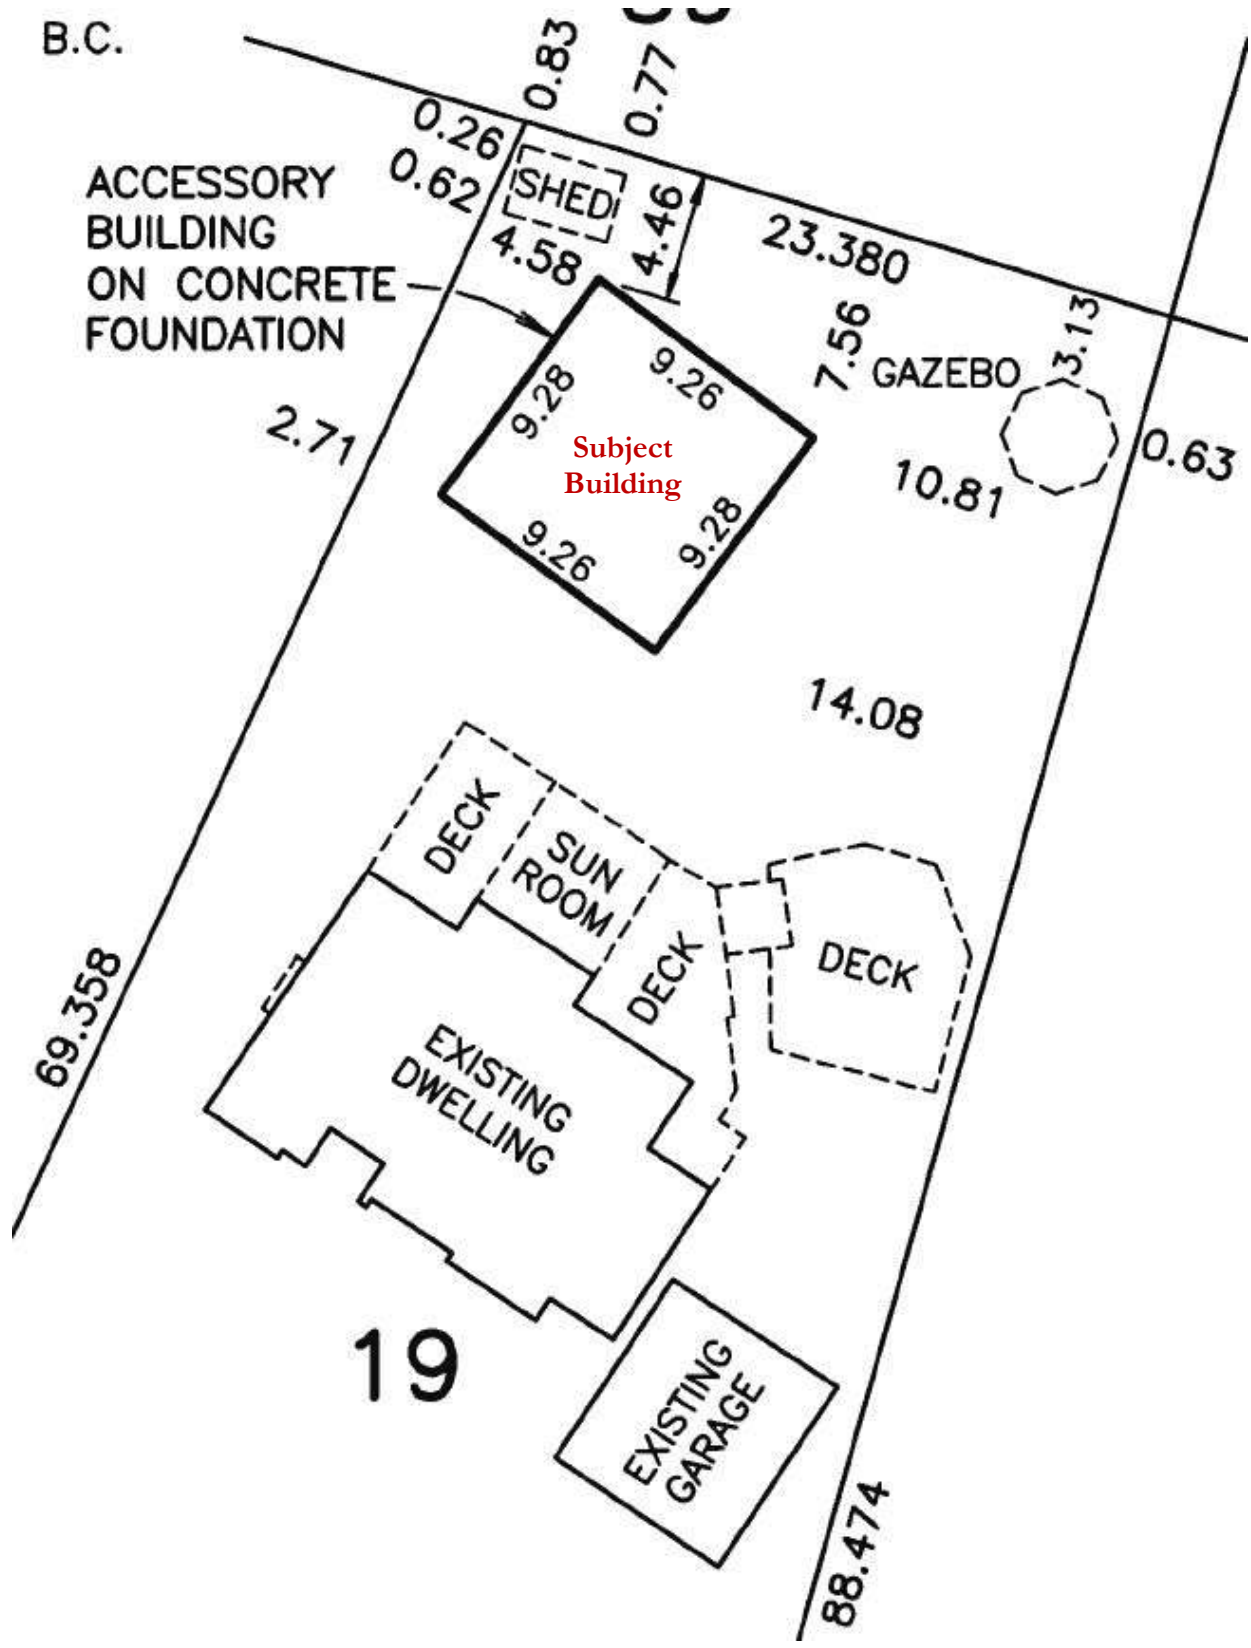 B.C.
0.83
0.77
0.26
0.62
SHED
ACCESSORY
BUILDING
ON CONCRETE
FOUNDATION
4.58
4.46
23.380
7.56
GAZEBO
3.13
0.63
10.81
9.26
9.28
2.71
Subject
Building
9.28
9.26
14.08
DECK
SUN
ROOM
DECK
DECK
69.358
EXISTING
DWELLING
19
EXISTING
GARAGE
88.474